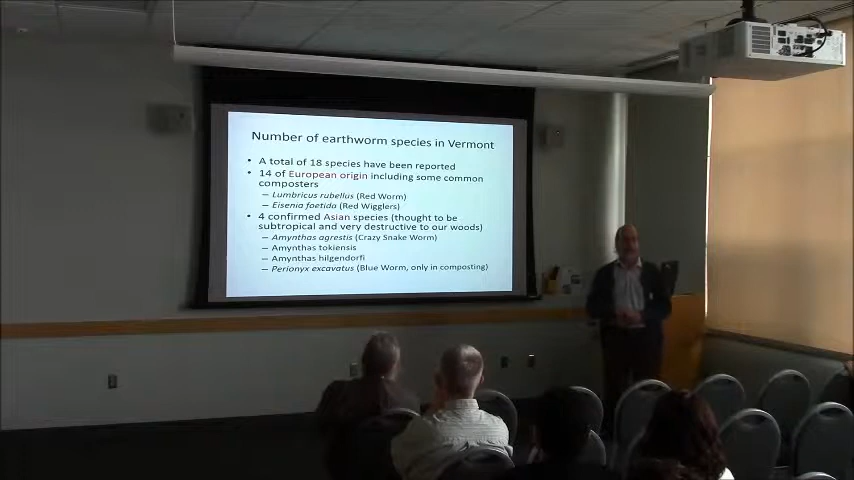 Number of earthworm species in Vermont
• A total of 18 species have been reported
• 14 of European origin including some common
composters
– Lumbricus rubellus (Red Worm)
– Eisenia foetida (Red Wigglers)
• 4 confirmed Asian species (thought to be
subtropical and very destructive to our woods)
– Amynthas agrestis (Crazy Snake Worm)
– Amynthas tokiensis
– Amynthas hilgendorfi
– Perionyx excavatus (Blue Worm, only in composting)